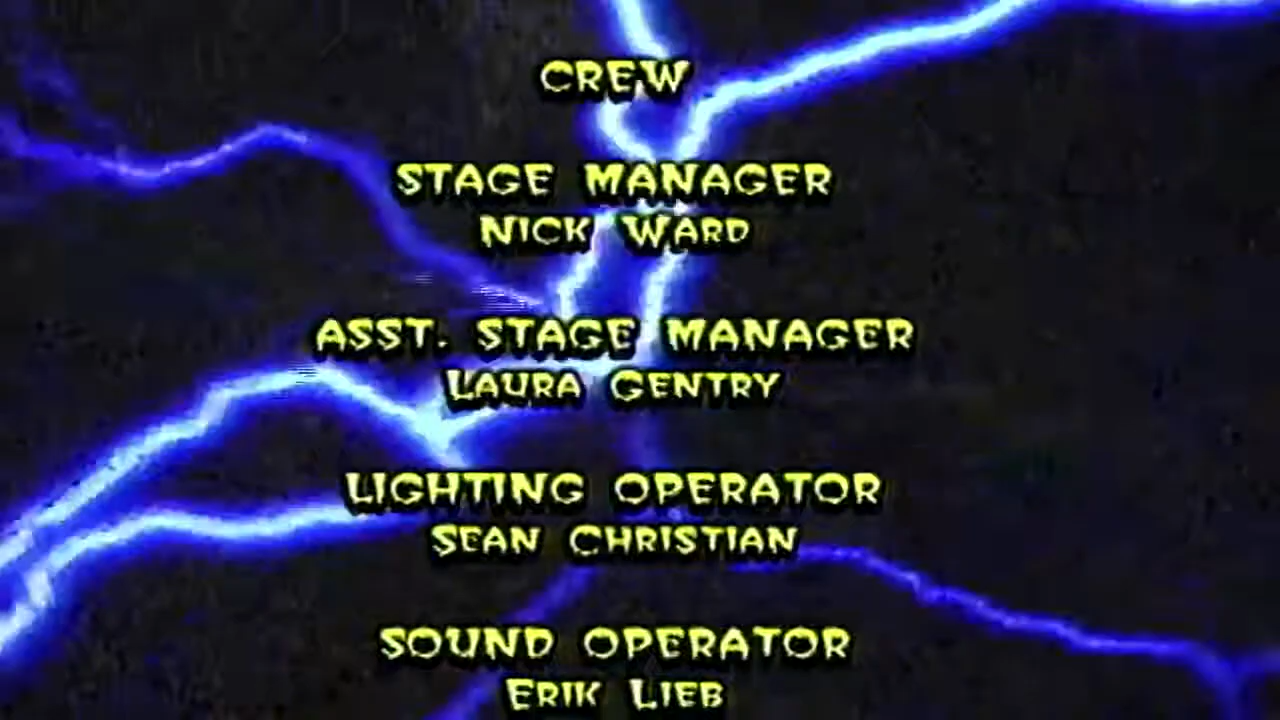 CREW
STAGE MANAGER
NICK WARD
ASST. STAGE MANAGER
LAURA GENTRY
LIGHTING OPERATOR
SEAN CHRISTIAN
SOUND OPERATOR
ERIK LIEB